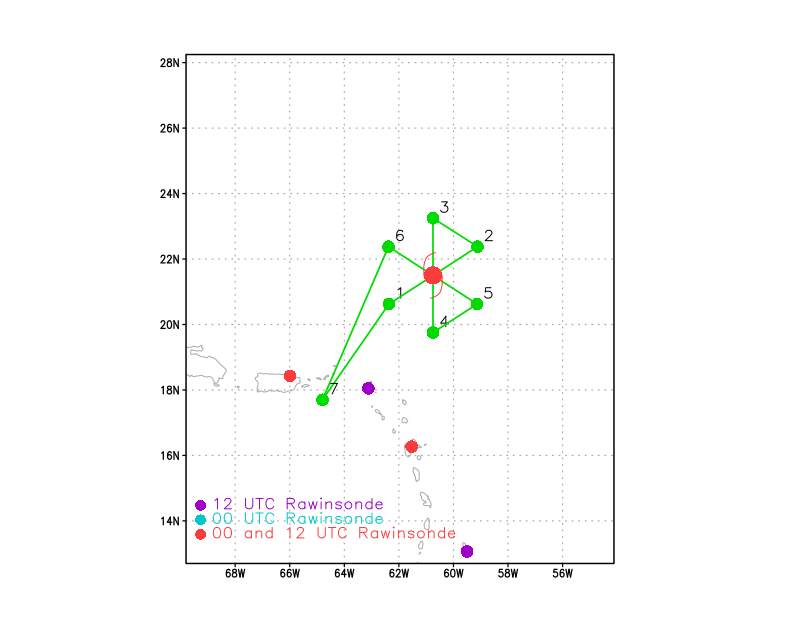 28N
26N
24N
3
6
2
22N
1
5
4
20N
7
18N
16N
12 UTC Rawinsonde
00 UTC Rawinsonde
14N
00 and 12 UTC Rawinsonde
68W 66W 64W 62W 60W 58W 56W